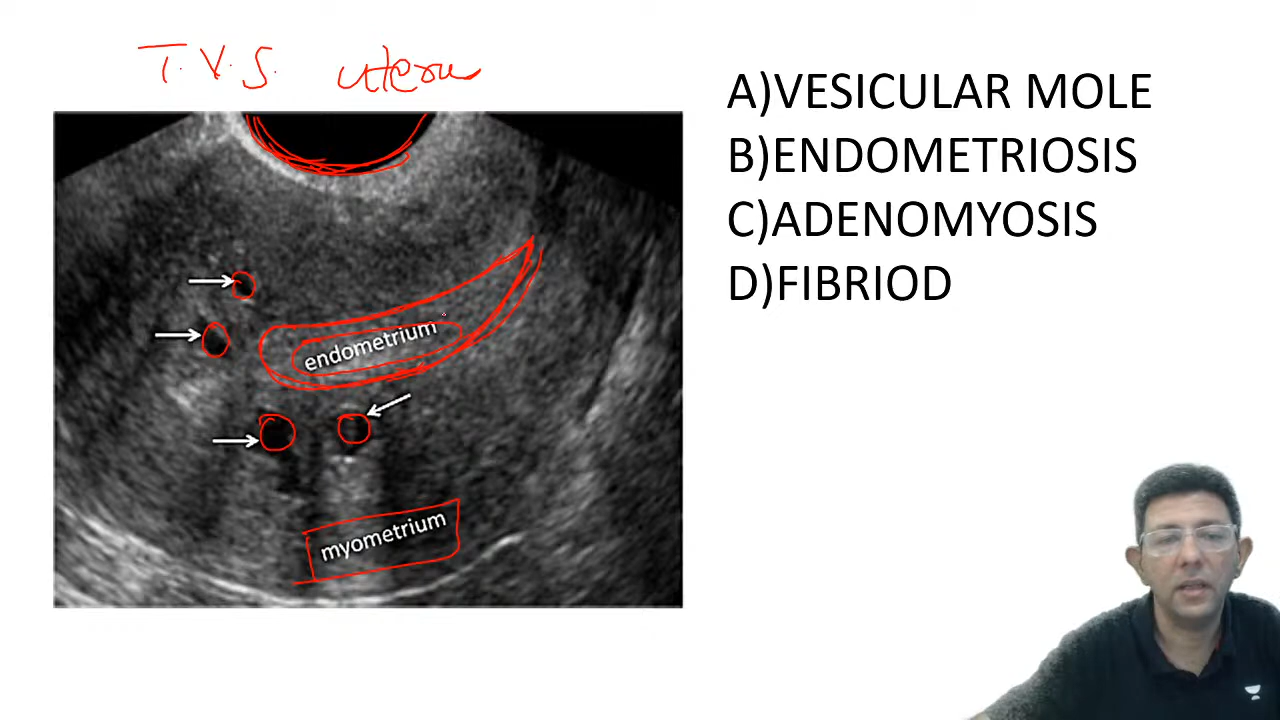 T.V.S. uterus
A)VESICULAR MOLE
B)ENDOMETRIOSIS
C)ADENOMYOSIS
D)FIBRIOD
endometrium
myometrium